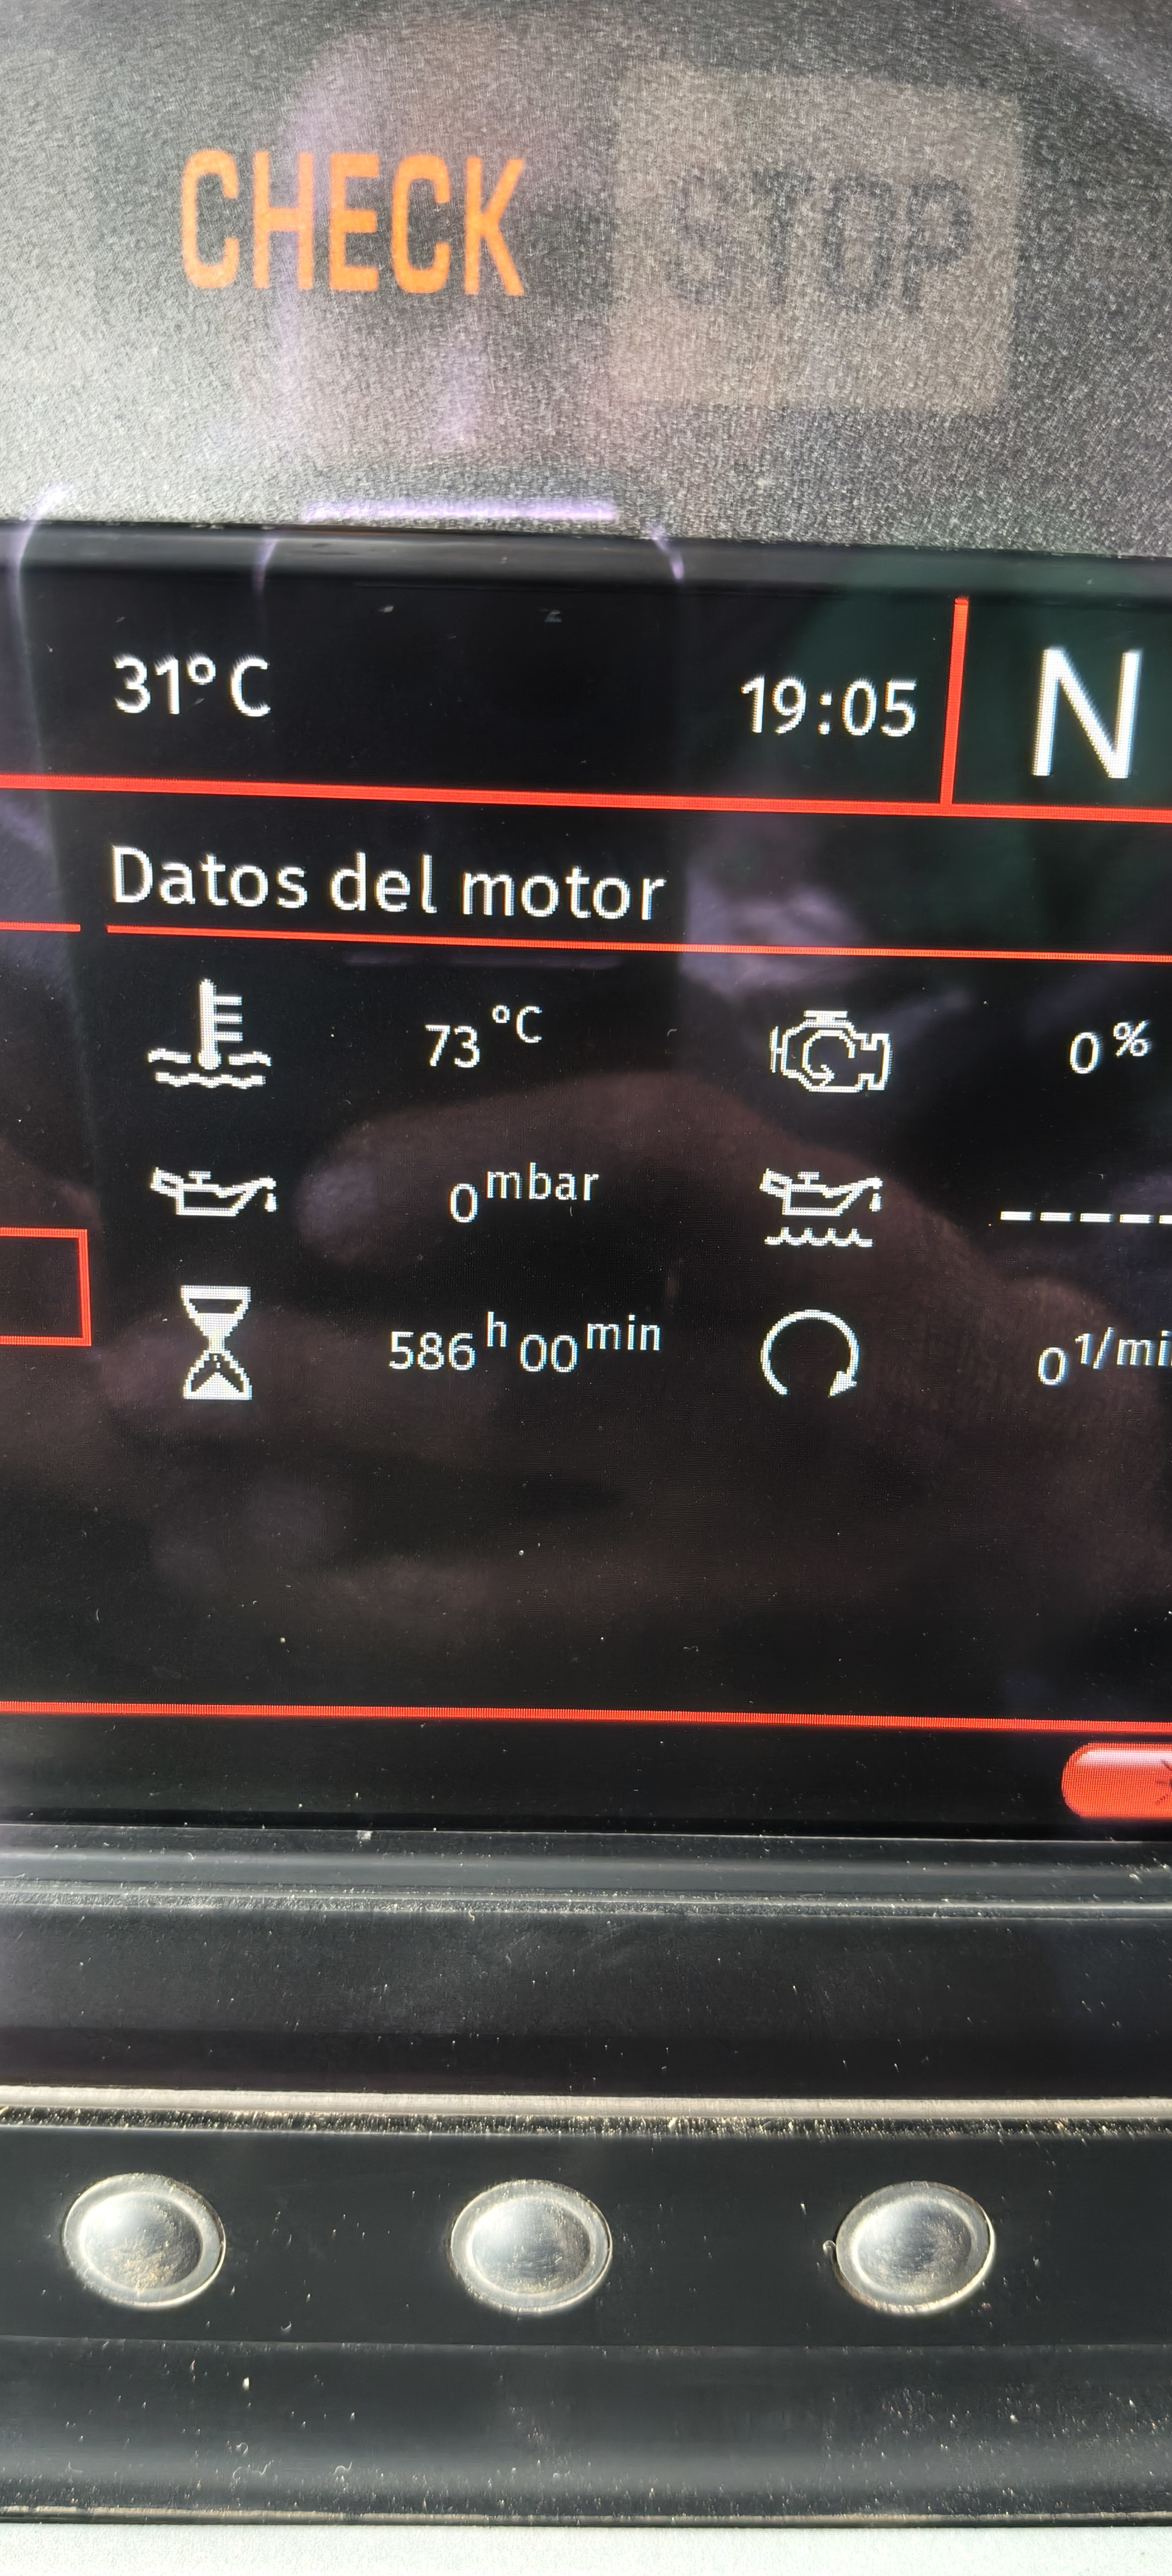 CHECK STOP
31°C 19:05 N
Datos del motor
73 °C 0 %
0 mbar -----
586 h 00 min 0 1/mi